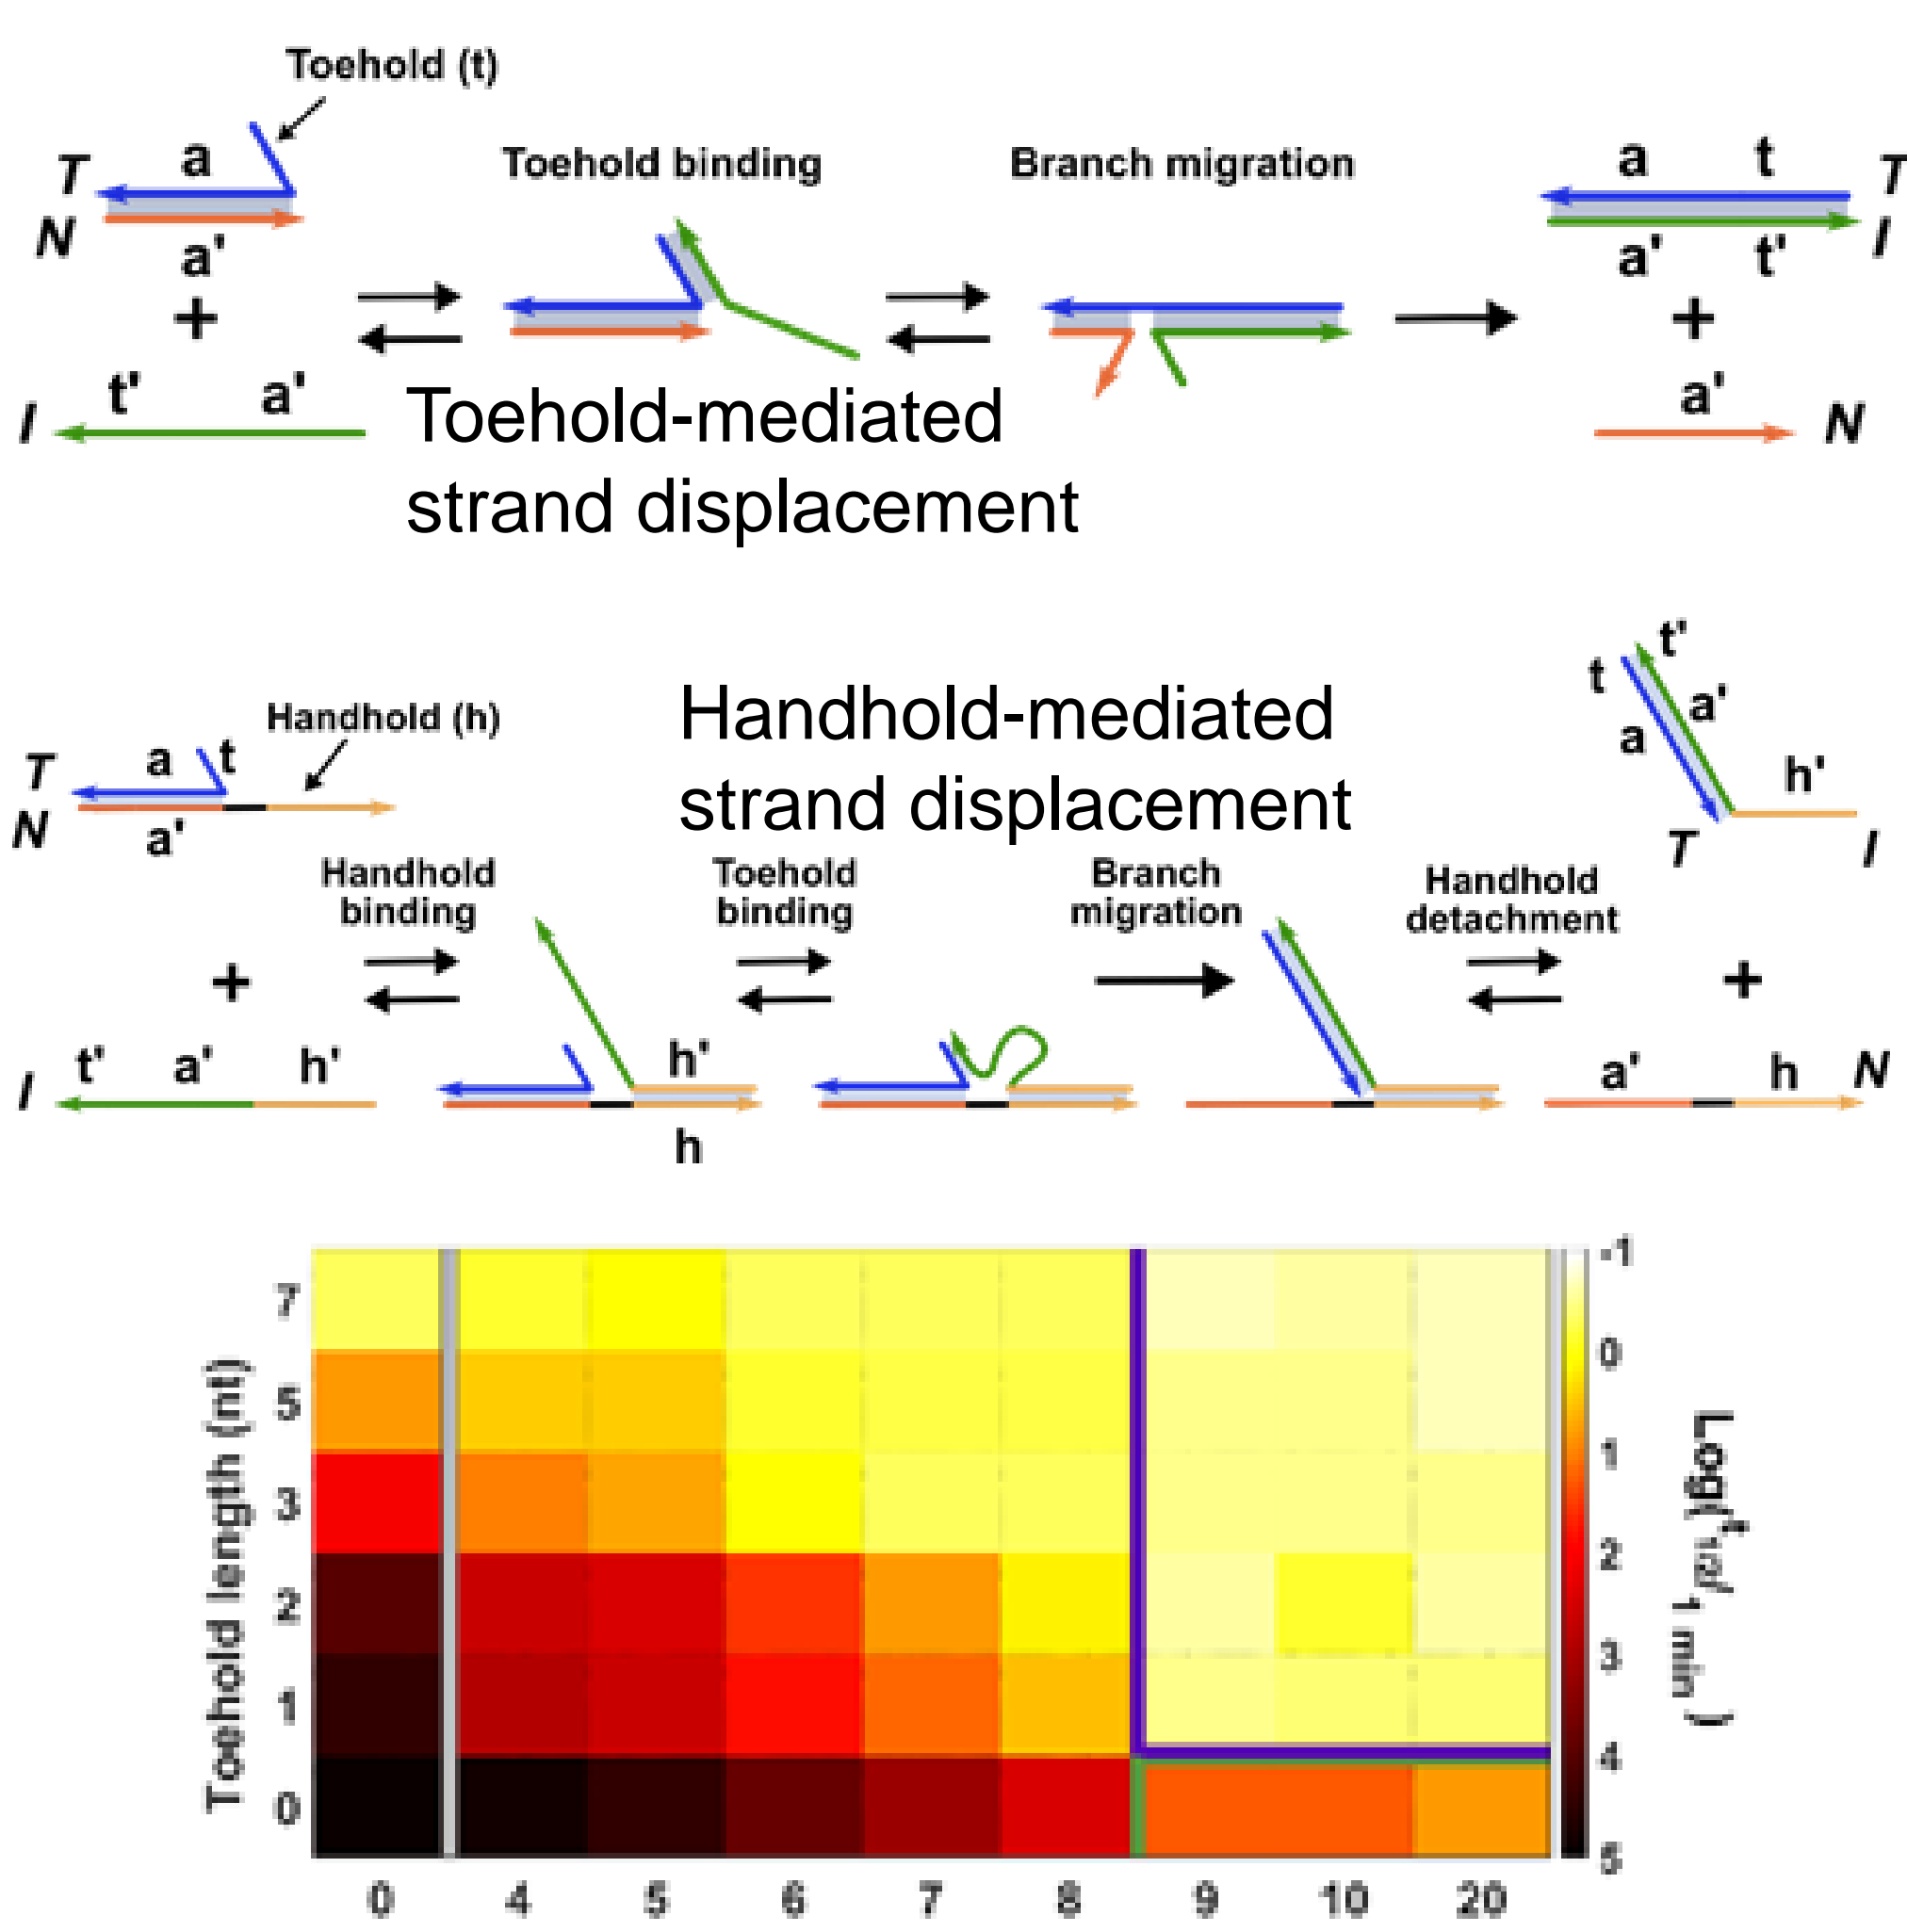 Toehold (t)
T a
N
a'
Toehold binding
Branch migration
a t T
a' t' I
+
+
I t' a'
a' N
Toehold-mediated
strand displacement
Handhold-mediated
strand displacement
Handhold (h)
T a t
N
a'
t t'
a a'
h'
T I
Handhold
binding
Toehold
binding
Branch
migration
Handhold
detachment
+
+
I t' a' h'
h'
h
a' h N
Toehold length (nt)
7
5
3
2
1
0
0 4 5 6 7 8 9 10 20
-1
0
1
2
3
4
5